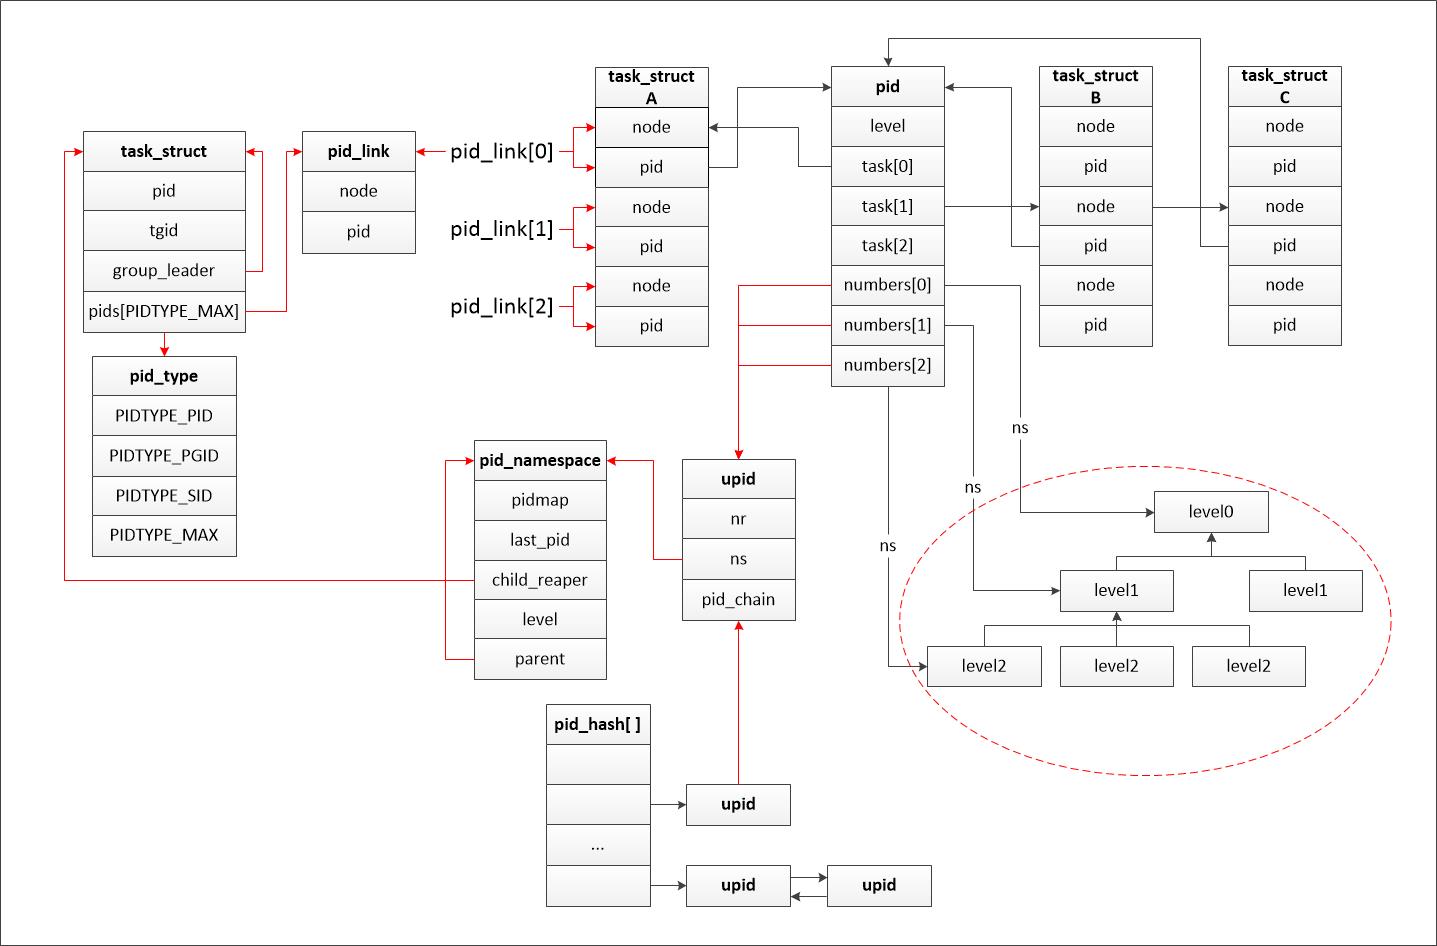 task_struct
pid
tgid
group_leader
pids[PIDTYPE_MAX]
pid_type
PIDTYPE_PID
PIDTYPE_PGID
PIDTYPE_SID
PIDTYPE_MAX
pid_link
node
pid
pid_link[0]
pid_link[1]
pid_link[2]
task_struct
A
node
pid
node
pid
node
pid
pid
level
task[0]
task[1]
task[2]
numbers[0]
numbers[1]
numbers[2]
task_struct
B
node
pid
node
pid
node
pid
task_struct
C
node
pid
node
pid
node
pid
pid_namespace
pidmap
last_pid
child_reaper
level
parent
upid
nr
ns
pid_chain
ns
ns
ns
level0
level1
level1
level2
level2
level2
pid_hash[ ]
...
upid
upid
upid